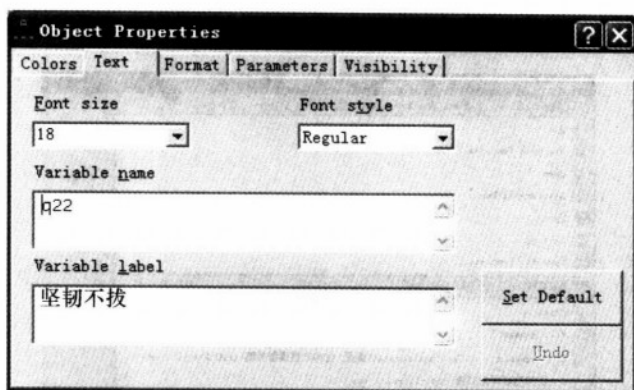 Object Properties
Colors Text Format Parameters Visibility
Font size Font style
18 Regular
Variable name
q22
Variable label
坚韧不拔
Set Default
Undo